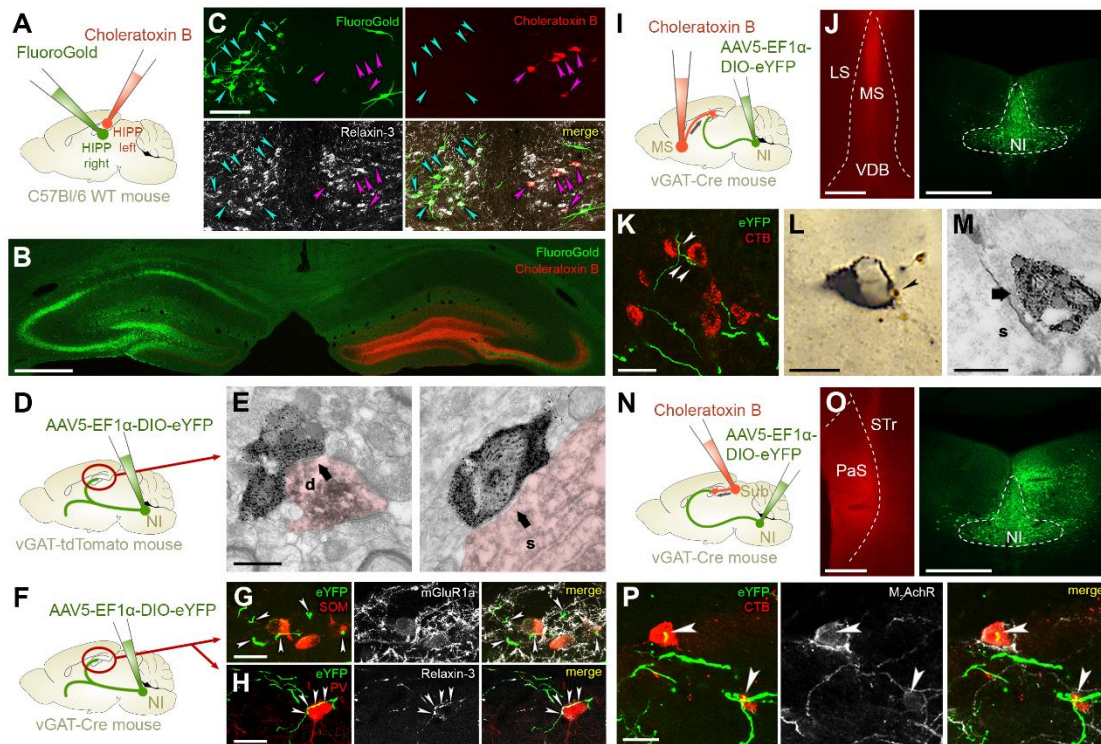 A
Choleratoxin B
FluoroGold
HIPP left
HIPP right
C57Bl/6 WT mouse
B
FluoroGold
Choleratoxin B
C
FluoroGold
Choleratoxin B
Relaxin-3
merge
D
AAV5-EF1α-DIO-eYFP
NI
vGAT-tdTomato mouse
E
d
s
F
AAV5-EF1α-DIO-eYFP
NI
vGAT-Cre mouse
G
eYFP
SOM
mGluR1a
merge
H
eYFP
PV
Relaxin-3
merge
I
Choleratoxin B
AAV5-EF1α-
DIO-eYFP
MS
NI
vGAT-Cre mouse
J
LS
MS
VDB
NI
K
eYFP
CTB
L
M
s
N
Choleratoxin B
AAV5-EF1α-
DIO-eYFP
Sub
NI
vGAT-Cre mouse
O
STr
PaS
NI
P
eYFP
CTB
M2AchR
merge